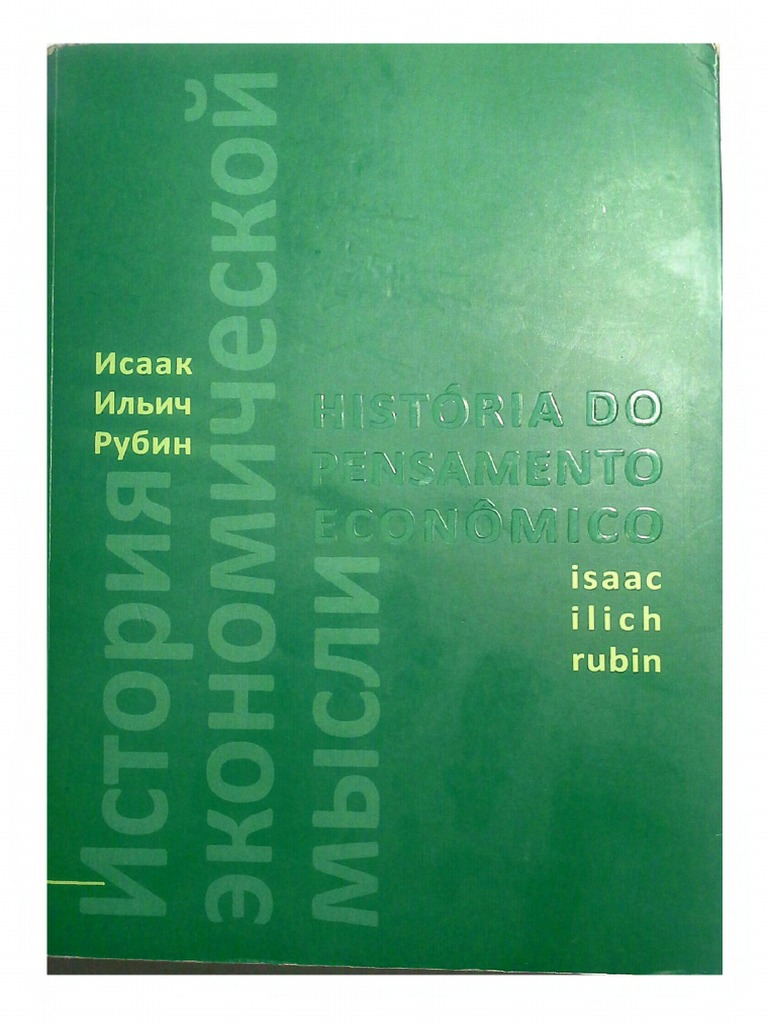 История
экономической
мысли
Исаак
Ильич
Рубин
HISTÓRIA DO
PENSAMENTO
ECONÔMICO
isaac
ilich
rubin